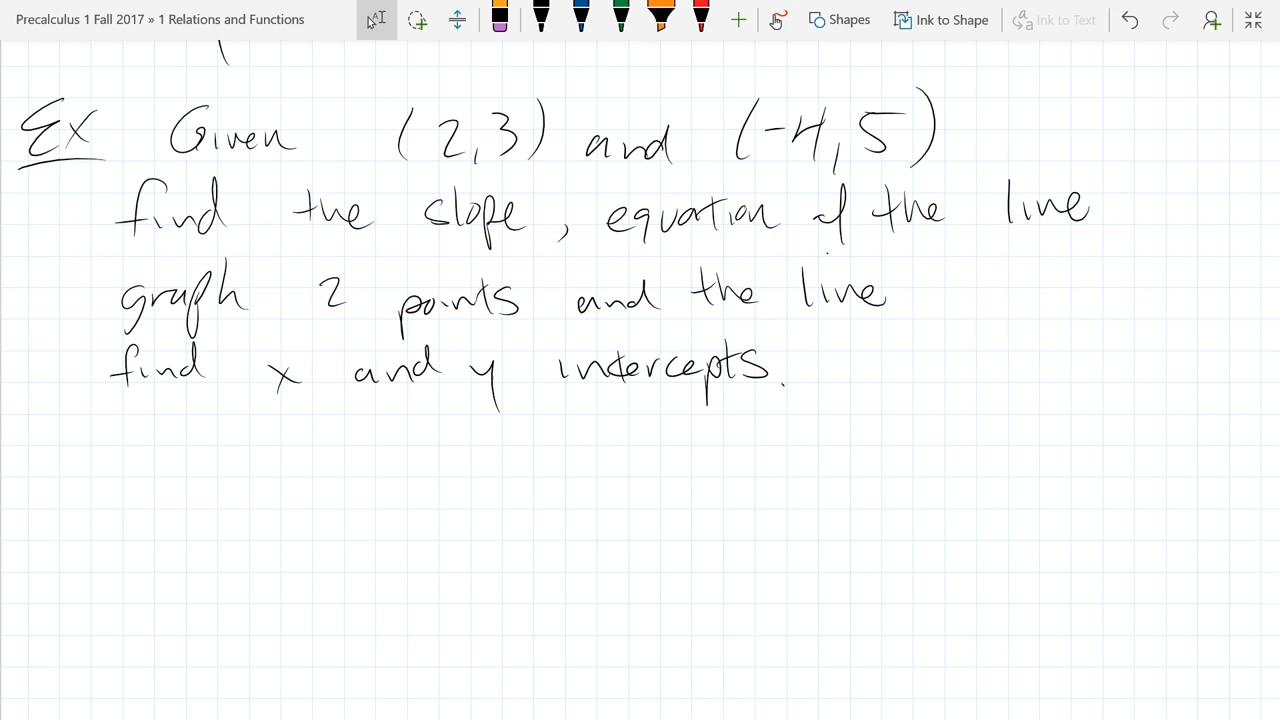 Precalculus 1 Fall 2017 » 1 Relations and Functions Shapes Ink to Shape Ink to Text
Ex Given (2,3) and (-4,5)
find the slope, equation of the line
graph 2 points and the line
find x and y intercepts.